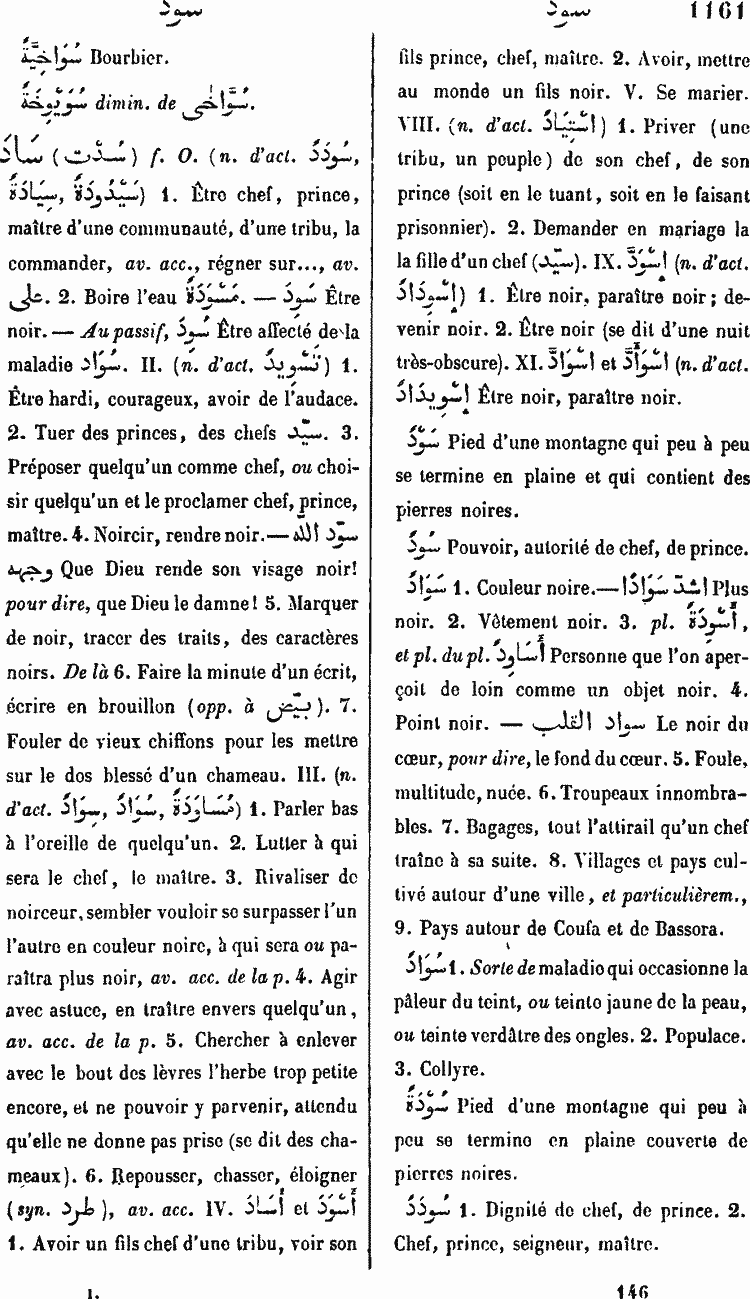 سود
سود
1161
سُوَاخِيَّةٌ Bourbier.
سُوَيْوِخَةٌ dimin. de سُوَّاخَى.
سَادَ (سُدْتُ) f. O. (n. d'act. سُودَدٌ,
سِيَادَةٌ, سَيْدُودَةٌ) 1. Être chef, prince,
maître d'une communauté, d'une tribu, la
commander, av. acc., régner sur..., av.
على. 2. Boire l'eau مَسْوَدَةٌ. — سَوِدَ Être
noir. — Au passif, سُوِدَ Être affecté de la
maladie سُوَاد. II. (n. d'act. تَسْوِيدٌ) 1.
Être hardi, courageux, avoir de l'audace.
2. Tuer des princes, des chefs سيّد. 3.
Préposer quelqu'un comme chef, ou choi-
sir quelqu'un et le proclamer chef, prince,
maître. 4. Noircir, rendre noir.— سوّد الله
وجهه Que Dieu rende son visage noir!
pour dire, que Dieu le damne! 5. Marquer
de noir, tracer des traits, des caractères
noirs. De là 6. Faire la minute d'un écrit,
écrire en brouillon (opp. à بيّض). 7.
Fouler de vieux chiffons pour les mettre
sur le dos blessé d'un chameau. III. (n.
d'act. مُسَاوَدَةٌ, سُوَادٌ, سِوَادٌ) 1. Parler bas
à l'oreille de quelqu'un. 2. Lutter à qui
sera le chef, le maître. 3. Rivaliser de
noirceur, sembler vouloir se surpasser l'un
l'autre en couleur noire, à qui sera ou pa-
raîtra plus noir, av. acc. de la p. 4. Agir
avec astuce, en traître envers quelqu'un,
av. acc. de la p. 5. Chercher à enlever
avec le bout des lèvres l'herbe trop petite
encore, et ne pouvoir y parvenir, attendu
qu'elle ne donne pas prise (se dit des cha-
meaux). 6. Repousser, chasser, éloigner
(syn. طرد), av. acc. IV. أَسَادَ et أَسْوَدَ
1. Avoir un fils chef d'une tribu, voir son
fils prince, chef, maître. 2. Avoir, mettre
au monde un fils noir. V. Se marier.
VIII. (n. d'act. اسْتِيَادٌ) 1. Priver (une
tribu, un peuple) de son chef, de son
prince (soit en le tuant, soit en le faisant
prisonnier). 2. Demander en mariage la
la fille d'un chef (سيّد). IX. إِسْوَدَّ (n. d'act.
إِسْوِدَادٌ) 1. Être noir, paraître noir; de-
venir noir. 2. Être noir (se dit d'une nuit
très-obscure). XI. اسْوَادَّ et اسْوَأَدَّ (n. d'act.
إِسْوِيدَادٌ Être noir, paraître noir.
سَوْدٌ Pied d'une montagne qui peu à peu
se termine en plaine et qui contient des
pierres noires.
سُودٌ Pouvoir, autorité de chef, de prince.
سَوَادٌ 1. Couleur noire.— اشدّ سَوَادًا Plus
noir. 2. Vêtement noir. 3. pl. أَسْوِدَةٌ,
et pl. du pl. أَسَاوِدُ Personne que l'on aper-
çoit de loin comme un objet noir. 4.
Point noir. — سواد القلب Le noir du
cœur, pour dire, le fond du cœur. 5. Foule,
multitude, nuée. 6. Troupeaux innombra-
bles. 7. Bagages, tout l'attirail qu'un chef
traîne à sa suite. 8. Villages et pays cul-
tivé autour d'une ville, et particulièrem.,
9. Pays autour de Coufa et de Bassora.
سُوَادٌ 1. Sorte de maladie qui occasionne la
pâleur du teint, ou teinte jaune de la peau,
ou teinte verdâtre des ongles. 2. Populace.
3. Collyre.
سَوْدَةٌ Pied d'une montagne qui peu à
peu se termine en plaine couverte de
pierres noires.
سُودَدٌ 1. Dignité de chef, de prince. 2.
Chef, prince, seigneur, maître.
I.
146